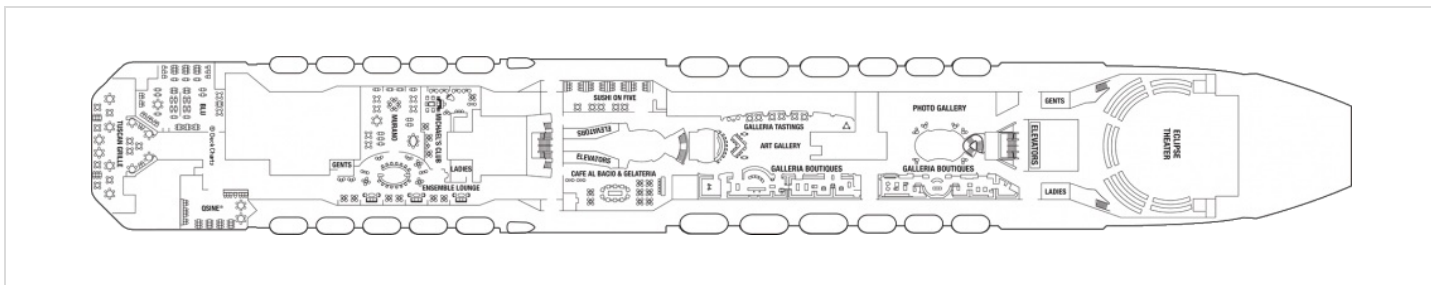 TUSCAN GRILLE
BLU
QSINE®
GENTS
MURANO
MICHAEL'S CLUB
LADIES
ENSEMBLE LOUNGE
SUSHI ON FIVE
ELEVATORS
ELEVATORS
CAFE AL BACIO & GELATERIA
GALLERIA TASTINGS
ART GALLERY
GALLERIA BOUTIQUES
PHOTO GALLERY
GALLERIA BOUTIQUES
GENTS
ELEVATORS
LADIES
ECLIPSE
THEATER